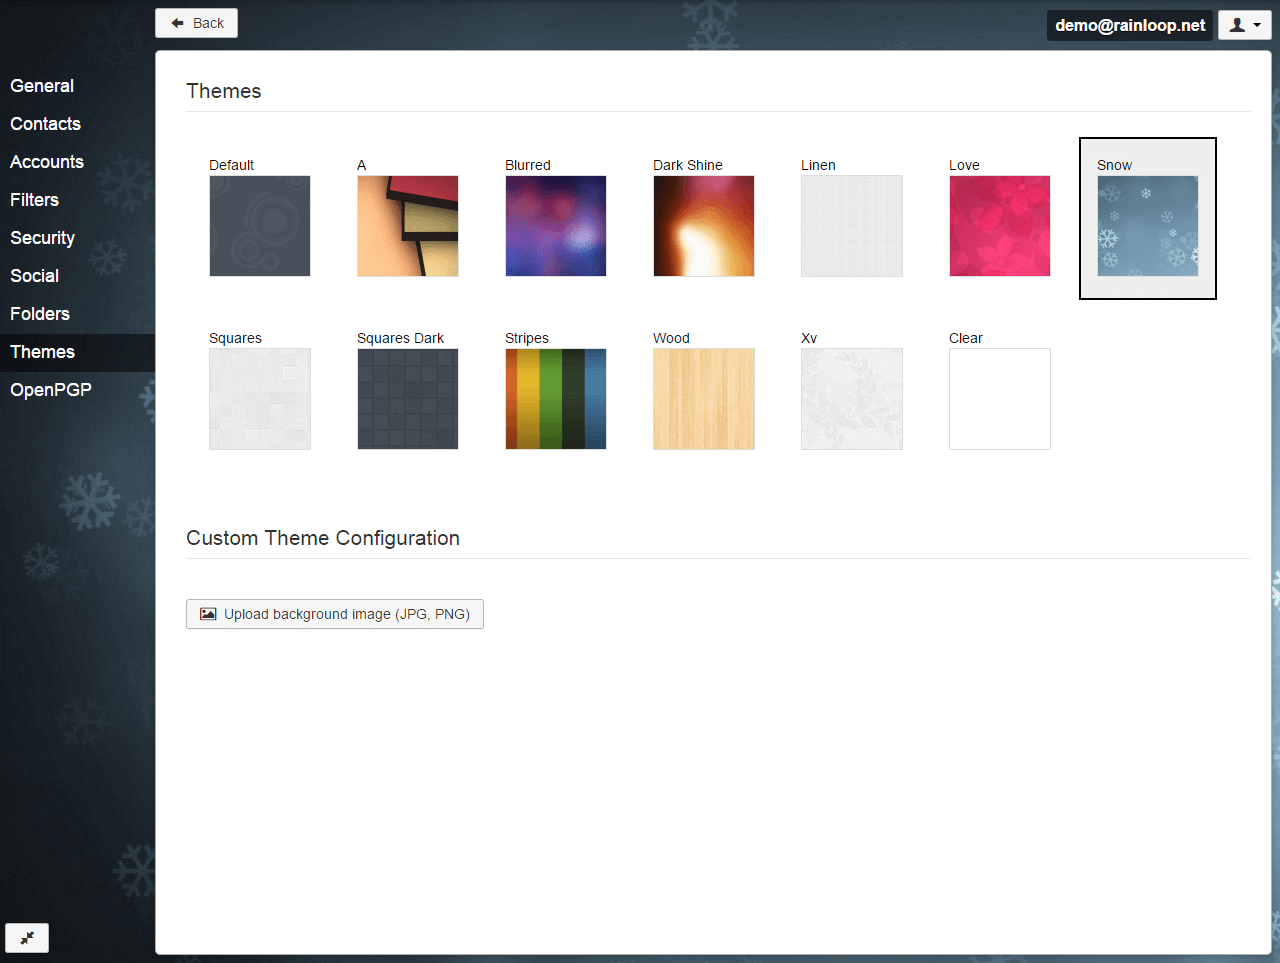 Back
demo@rainloop.net
General
Contacts
Accounts
Filters
Security
Social
Folders
Themes
OpenPGP
Themes
Default A Blurred Dark Shine Linen Love Snow
Squares Squares Dark Stripes Wood Xv Clear
Custom Theme Configuration
Upload background image (JPG, PNG)